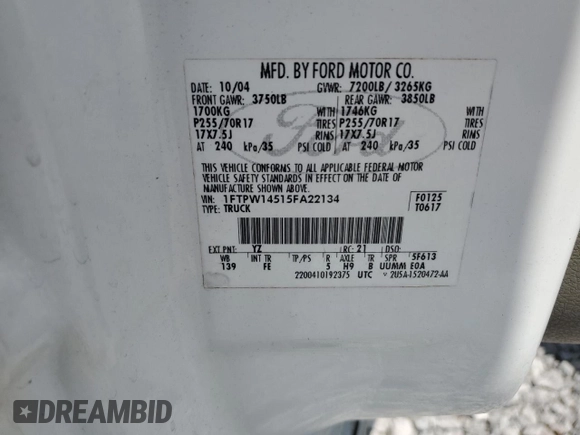 MFD. BY FORD MOTOR CO.
DATE: 10/04 GVWR: 7200LB/ 3265KG
FRONT GAWR: 3750LB REAR GAWR: 3850LB
1700KG WITH 1746KG WITH
P255/70R17 TIRES P255/70R17 TIRES
17X7.5J RIMS 17X7.5J RIMS
AT 240 kPa/35 PSI COLD AT 240 kPa/35 PSI COLD
Ford
THIS VEHICLE CONFORMS TO ALL APPLICABLE FEDERAL MOTOR
VEHICLE SAFETY STANDARDS IN EFFECT ON THE DATE OF
MANUFACTURE SHOWN ABOVE.
VIN: 1FTPW14515FA22134 F0125
TYPE: TRUCK T0617
EXT PNT: YZ RC: 21 DSO:
WB INT TR TP/PS R AXLE TR SPR 5F613
139 FE 5 H9 B UUMM E0A
2200410192375 UTC 2U5A-1520472-AA
DREAMBID